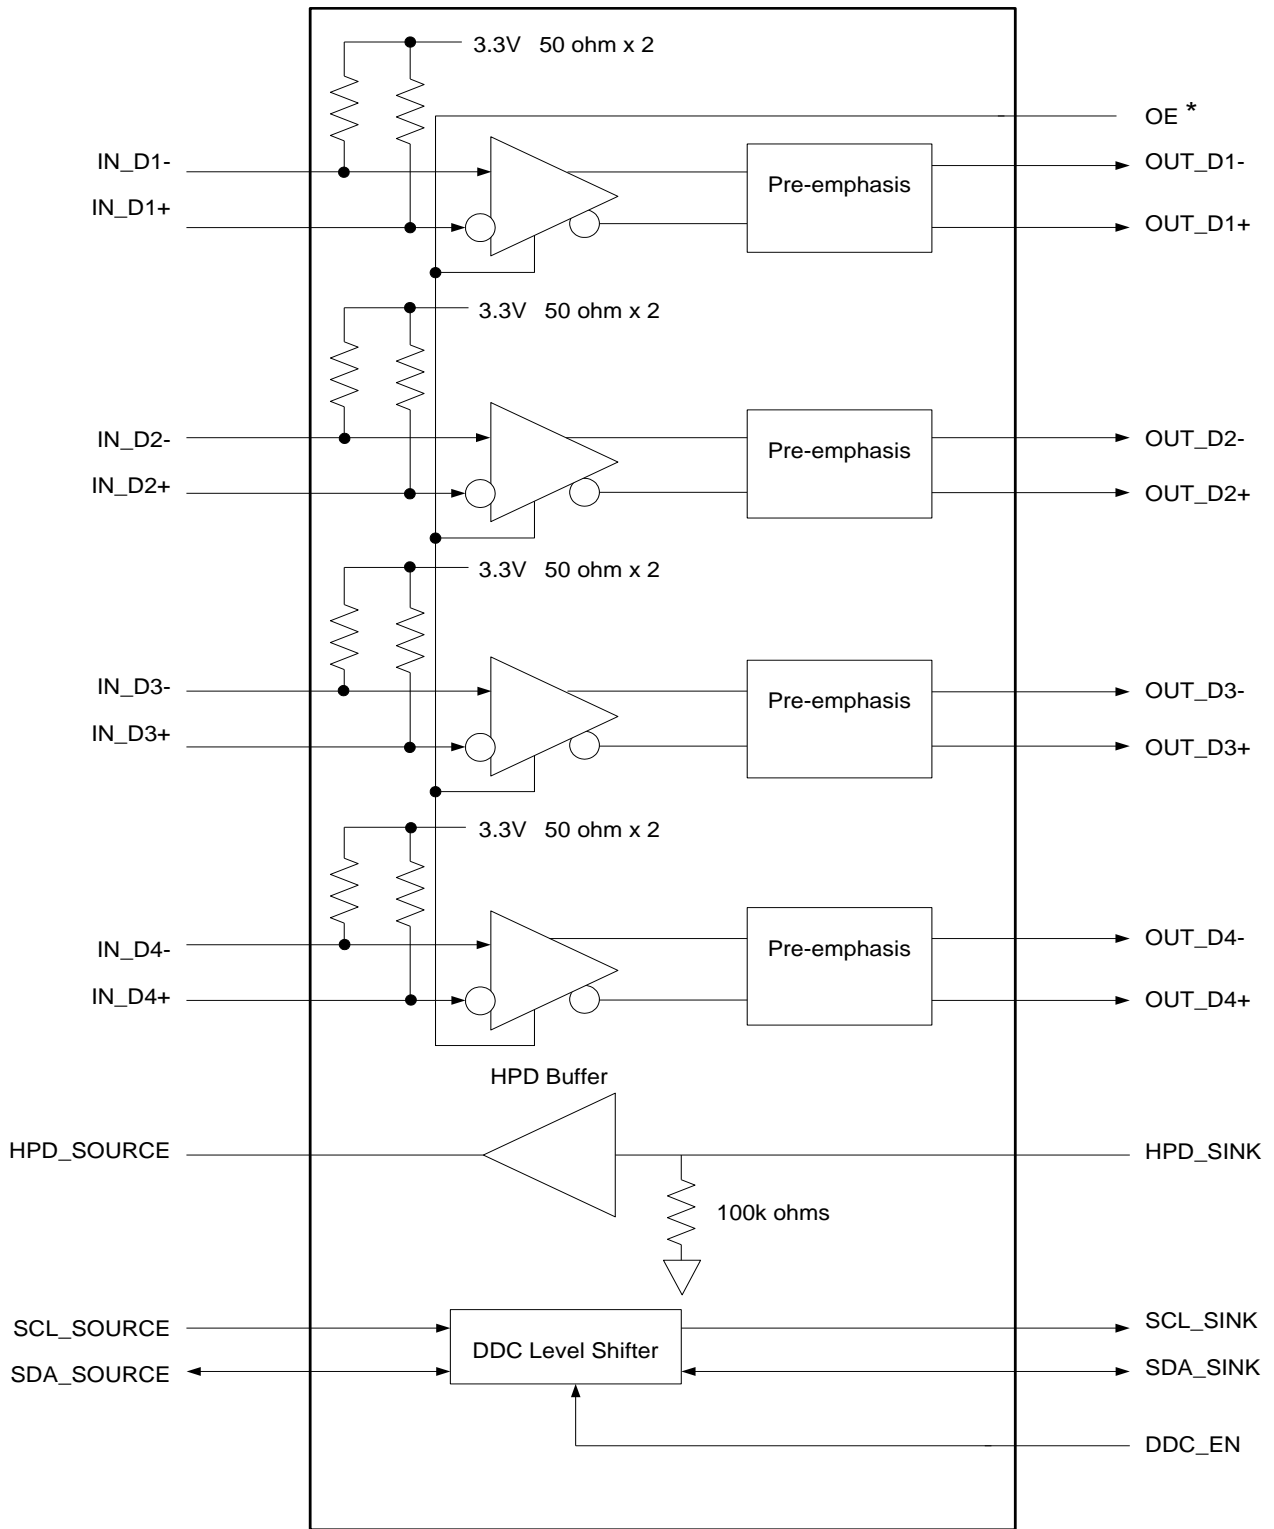 3.3V 50 ohm x 2
OE *
IN_D1-
Pre-emphasis
OUT_D1-
IN_D1+
OUT_D1+
3.3V 50 ohm x 2
IN_D2-
Pre-emphasis
OUT_D2-
IN_D2+
OUT_D2+
3.3V 50 ohm x 2
IN_D3-
Pre-emphasis
OUT_D3-
IN_D3+
OUT_D3+
3.3V 50 ohm x 2
IN_D4-
Pre-emphasis
OUT_D4-
IN_D4+
OUT_D4+
HPD Buffer
HPD_SOURCE
HPD_SINK
100k ohms
SCL_SOURCE
SCL_SINK
DDC Level Shifter
SDA_SOURCE
SDA_SINK
DDC_EN